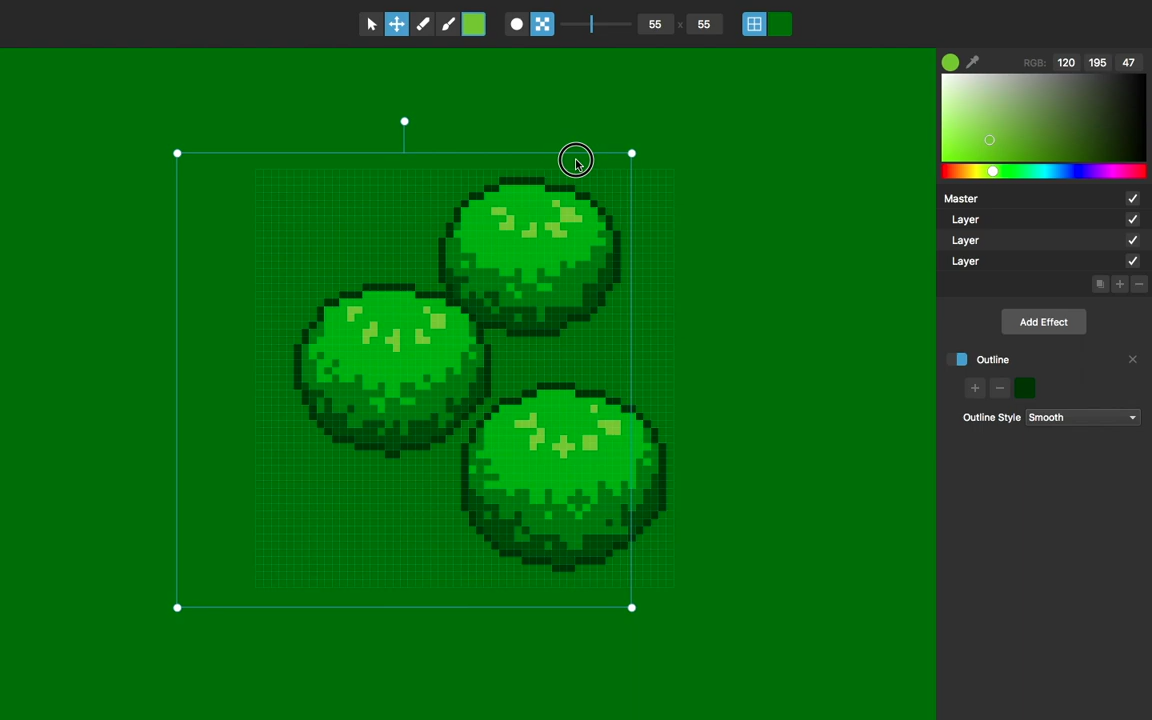 55 x 55
RGB: 120 195 47
Master
Layer
Layer
Layer
Add Effect
Outline
Outline Style Smooth